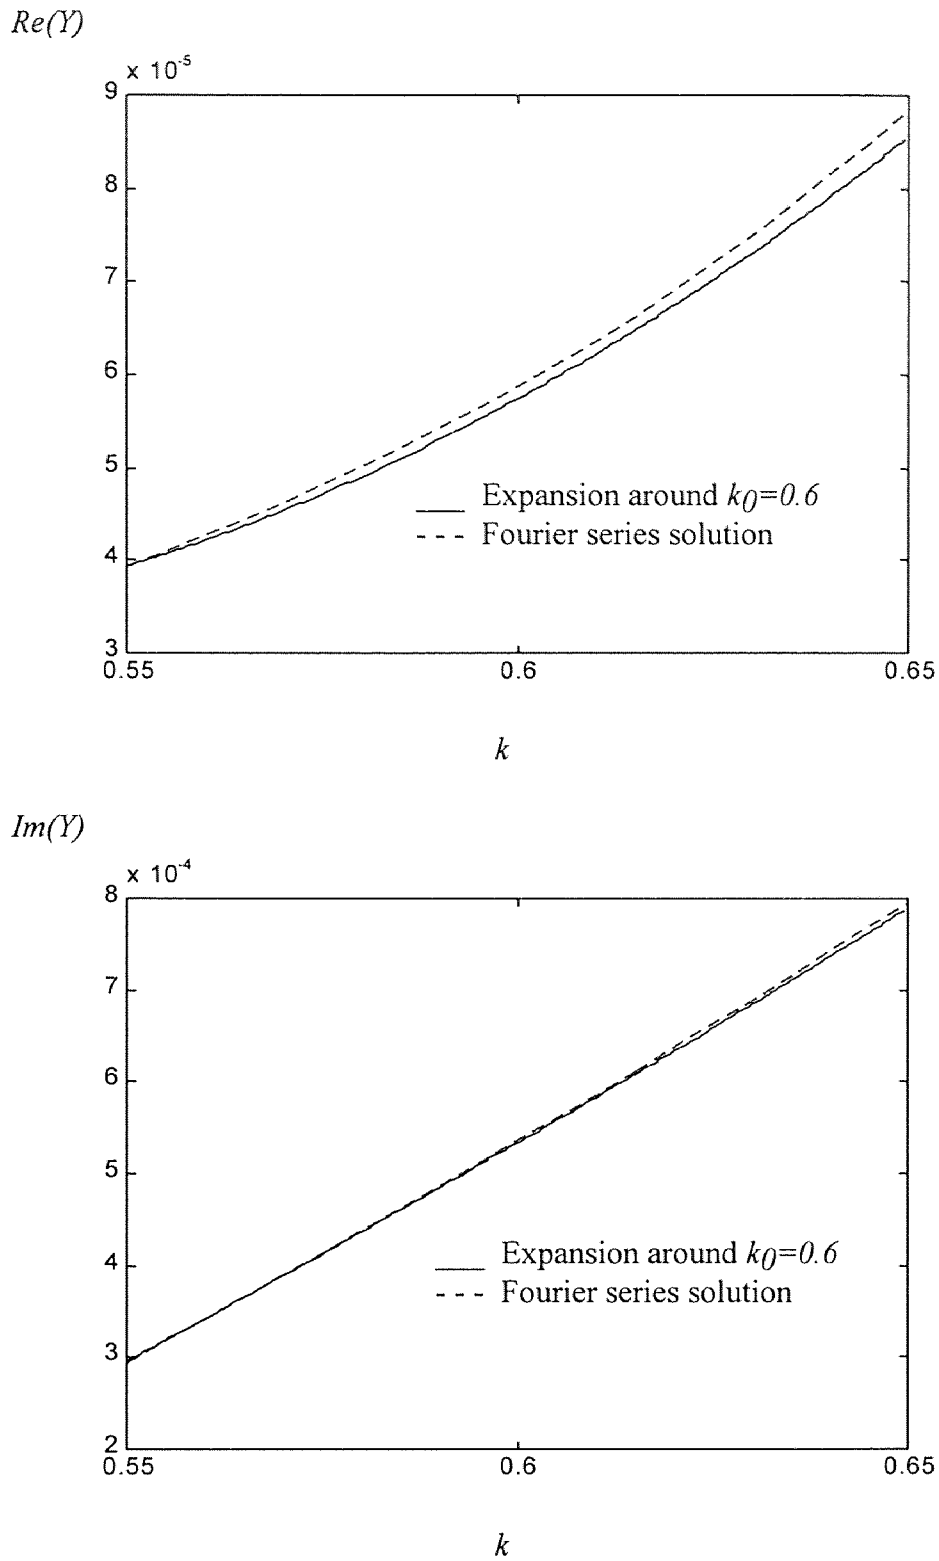 Re(Y)
x 10-5
9
8
7
6
5
4
3
Expansion around k0=0.6
Fourier series solution
0.55 0.6 0.65
k
Im(Y)
x 10-4
8
7
6
5
4
3
2
Expansion around k0=0.6
Fourier series solution
0.55 0.6 0.65
k